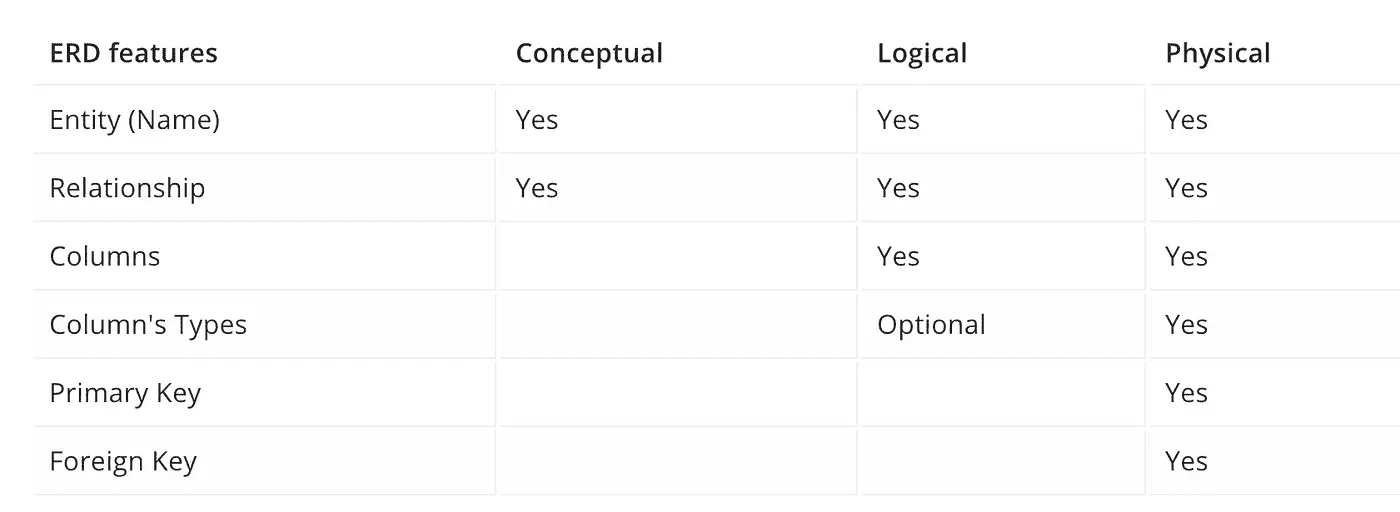 ERD features Conceptual Logical Physical
Entity (Name) Yes Yes Yes
Relationship Yes Yes Yes
Columns Yes Yes
Column's Types Optional Yes
Primary Key Yes
Foreign Key Yes